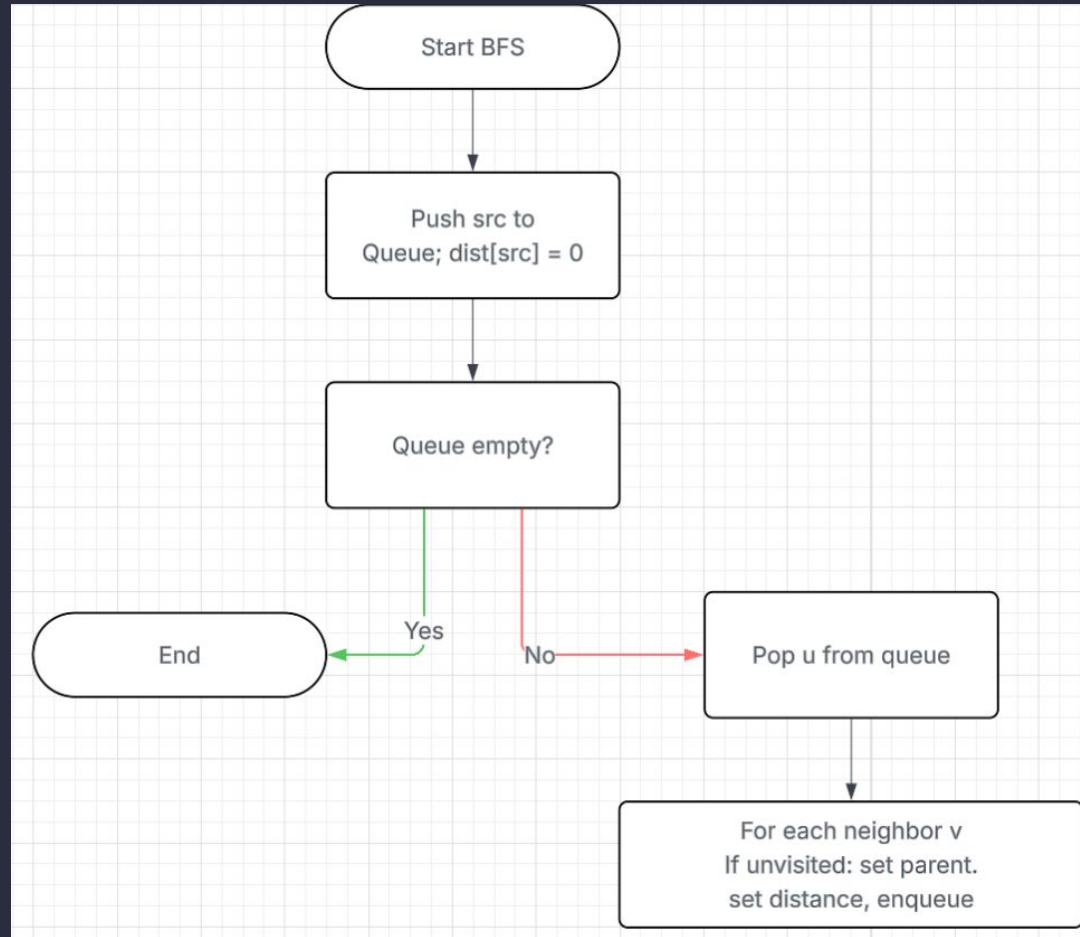 Start BFS
Push src to
Queue; dist[src] = 0
Queue empty?
Yes
No
End
Pop u from queue
For each neighbor v
If unvisited: set parent.
set distance, enqueue